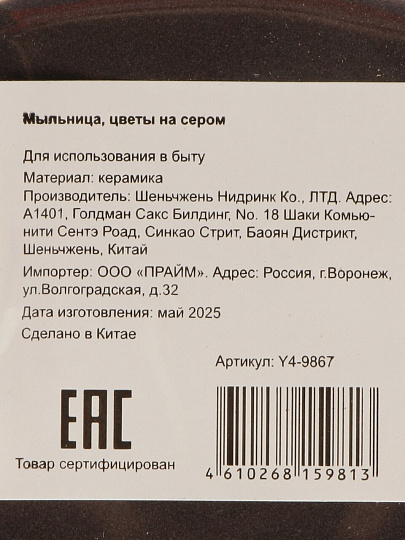 Мыльница, цветы на сером
Для использования в быту
Материал: керамика
Производитель: Шеньчжень Нидринк Ко., ЛТД. Адрес:
А1401, Голдман Сакс Билдинг, No. 18 Шаки Комью-
нити Сентэ Роад, Синкао Стрит, Баоян Дистрикт,
Шеньчжень, Китай
Импортер: ООО «ПРАЙМ». Адрес: Россия, г.Воронеж,
ул.Волгоградская, д.32
Дата изготовления: май 2025
Сделано в Китае
Артикул: Y4-9867
EAC
Товар сертифицирован
4 610268 159813